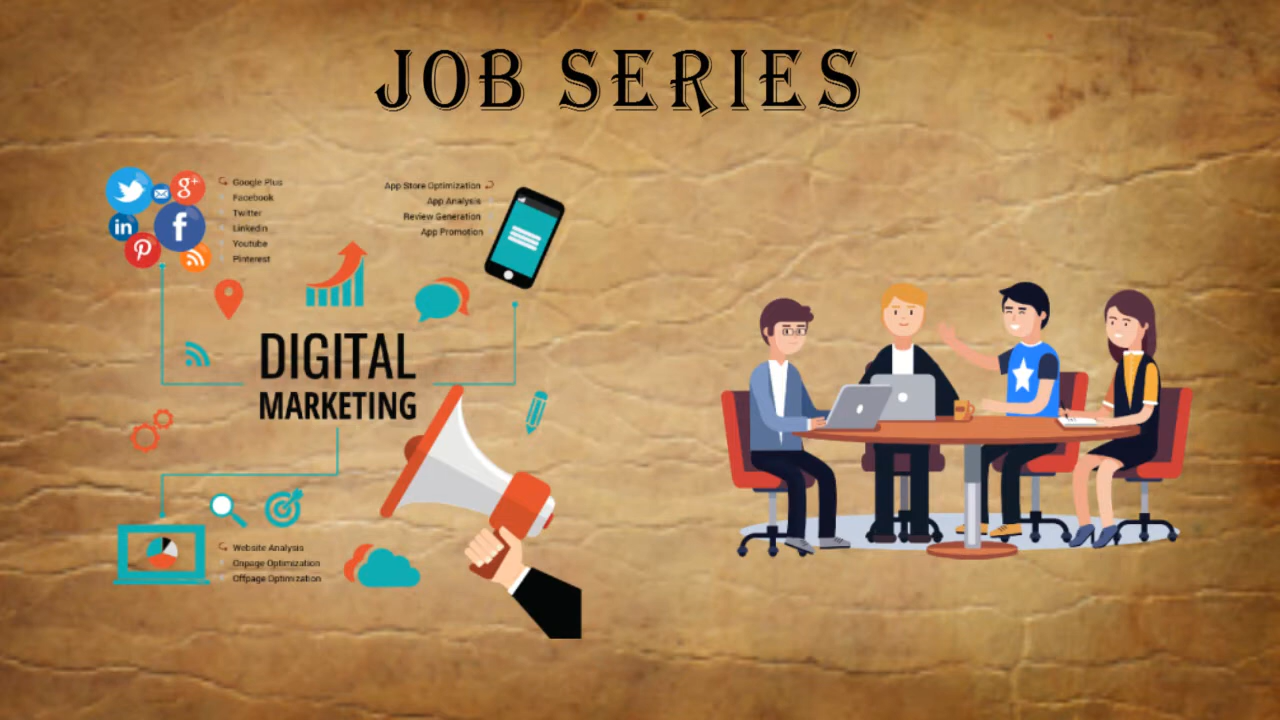 JOB SERIES
Google Plus
Facebook
Twitter
Linkedin
Youtube
Pinterest
App Store Optimization
App Analysis
Review Generation
App Promotion
DIGITAL
MARKETING
Website Analysis
Onpage Optimization
Offpage Optimization